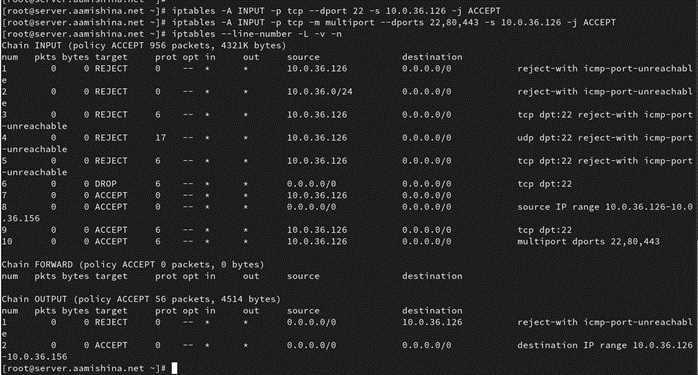 [root@server.aamishina.net ~]# iptables -A INPUT -p tcp --dport 22 -s 10.0.36.126 -j ACCEPT
[root@server.aamishina.net ~]# iptables -A INPUT -p tcp -m multiport --dports 22,80,443 -s 10.0.36.126 -j ACCEPT
[root@server.aamishina.net ~]# iptables --line-number -L -v -n
Chain INPUT (policy ACCEPT 956 packets, 4321K bytes)
num   pkts bytes target     prot opt in     out     source               destination
1        0     0 REJECT     0    --  *      *       10.0.36.126          0.0.0.0/0            reject-with icmp-port-unreachabl
e
2        0     0 REJECT     0    --  *      *       10.0.36.0/24         0.0.0.0/0            reject-with icmp-port-unreachabl
e
3        0     0 REJECT     6    --  *      *       10.0.36.126          0.0.0.0/0            tcp dpt:22 reject-with icmp-port
-unreachable
4        0     0 REJECT     17   --  *      *       10.0.36.126          0.0.0.0/0            udp dpt:22 reject-with icmp-port
-unreachable
5        0     0 REJECT     6    --  *      *       10.0.36.126          0.0.0.0/0            tcp dpt:22 reject-with icmp-port
-unreachable
6        0     0 DROP       6    --  *      *       0.0.0.0/0            0.0.0.0/0            tcp dpt:22
7        0     0 ACCEPT     0    --  *      *       10.0.36.126          0.0.0.0/0
8        0     0 ACCEPT     0    --  *      *       0.0.0.0/0            0.0.0.0/0            source IP range 10.0.36.126-10.0
.36.156
9        0     0 ACCEPT     6    --  *      *       10.0.36.126          0.0.0.0/0            tcp dpt:22
10       0     0 ACCEPT     6    --  *      *       10.0.36.126          0.0.0.0/0            multiport dports 22,80,443
Chain FORWARD (policy ACCEPT 0 packets, 0 bytes)
num   pkts bytes target     prot opt in     out     source               destination
Chain OUTPUT (policy ACCEPT 56 packets, 4514 bytes)
num   pkts bytes target     prot opt in     out     source               destination
1        0     0 REJECT     0    --  *      *       0.0.0.0/0            10.0.36.126          reject-with icmp-port-unreachabl
e
2        0     0 ACCEPT     0    --  *      *       0.0.0.0/0            0.0.0.0/0            destination IP range 10.0.36.126
-10.0.36.156
[root@server.aamishina.net ~]#